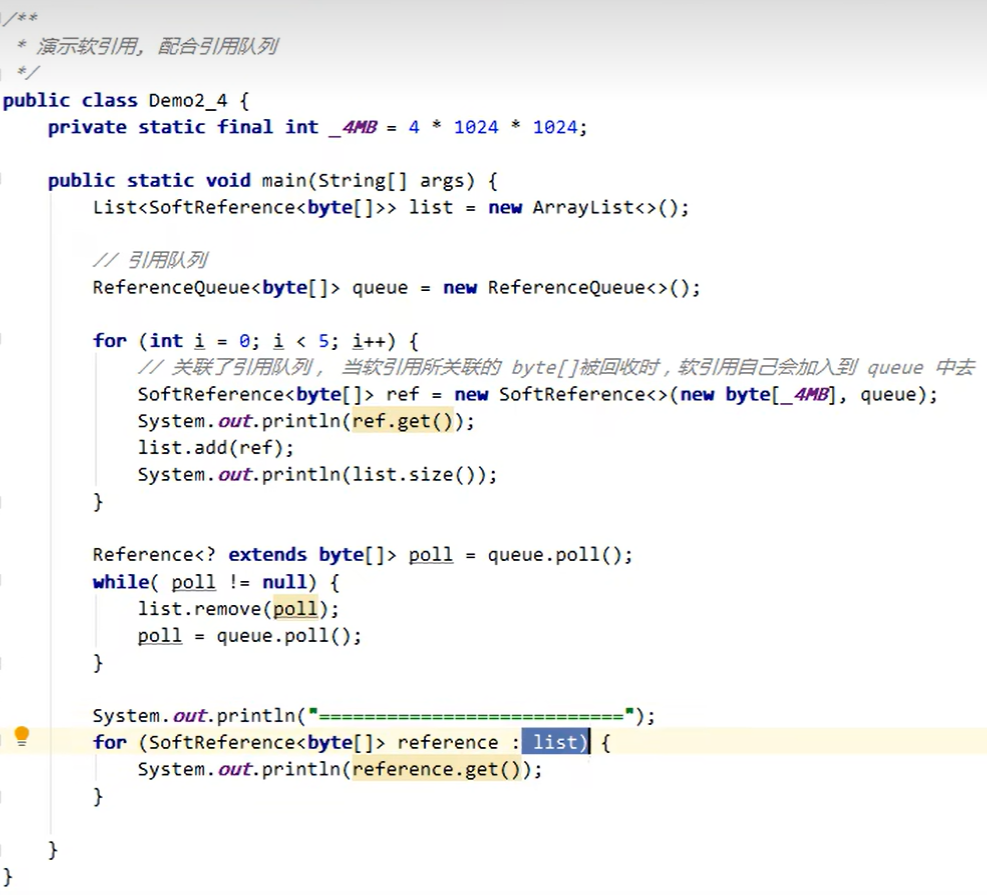 /**
 * 演示软引用, 配合引用队列
 */
public class Demo2_4 {
    private static final int _4MB = 4 * 1024 * 1024;

    public static void main(String[] args) {
        List<SoftReference<byte[]>> list = new ArrayList<>();

        // 引用队列
        ReferenceQueue<byte[]> queue = new ReferenceQueue<>();

        for (int i = 0; i < 5; i++) {
            // 关联了引用队列, 当软引用所关联的 byte[]被回收时,软引用自己会加入到 queue 中去
            SoftReference<byte[]> ref = new SoftReference<>(new byte[_4MB], queue);
            System.out.println(ref.get());
            list.add(ref);
            System.out.println(list.size());
        }

        Reference<? extends byte[]> poll = queue.poll();
        while( poll != null) {
            list.remove(poll);
            poll = queue.poll();
        }

        System.out.println("===========================");
        for (SoftReference<byte[]> reference : list) {
            System.out.println(reference.get());
        }

    }
}